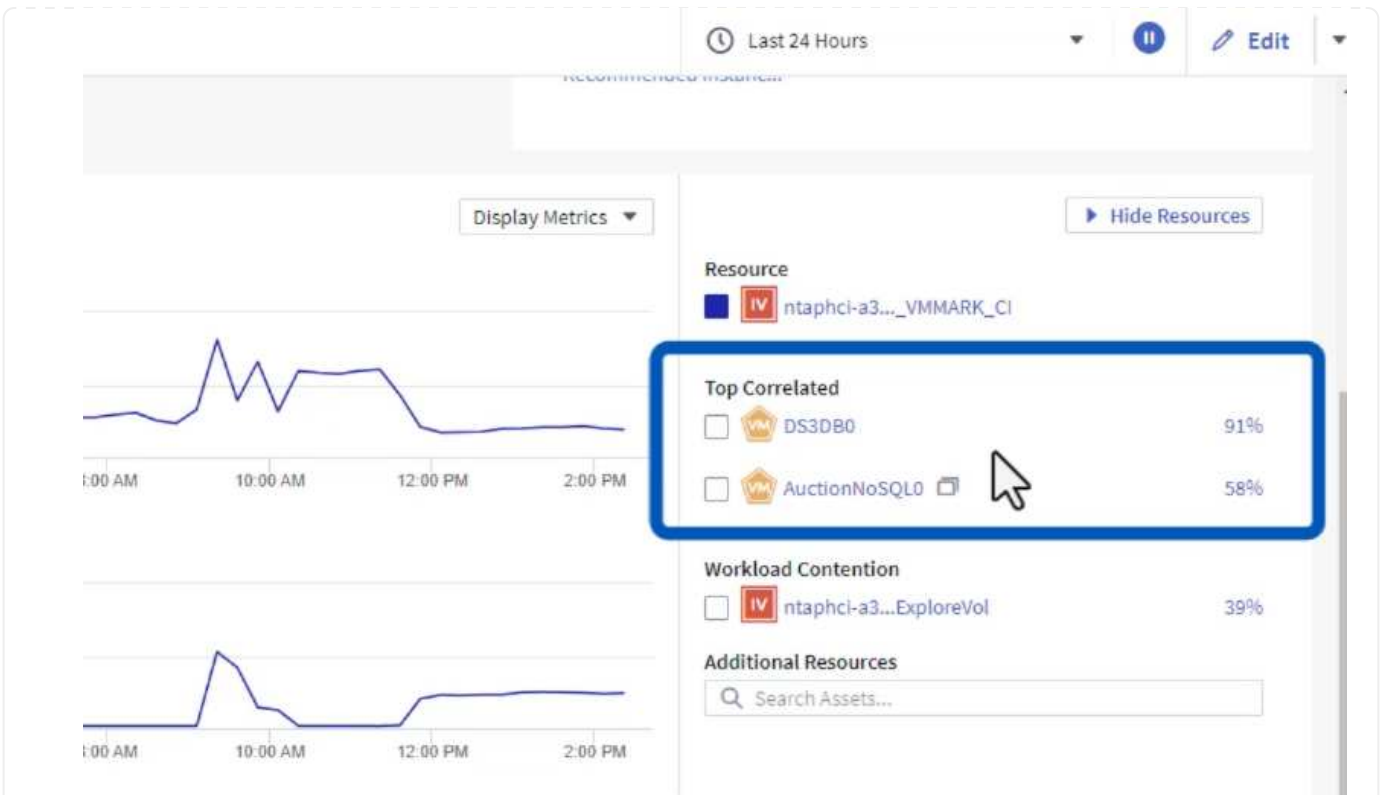 Last 24 Hours
Edit
Recommended Instanc...
Display Metrics
Hide Resources
Resource
IV ntaphci-a3..._VMMARK_CI
Top Correlated
VM DS3DB0 91%
VM AuctionNoSQL0 58%
:00 AM 10:00 AM 12:00 PM 2:00 PM
Workload Contention
IV ntaphci-a3...ExploreVol 39%
Additional Resources
Search Assets...
:00 AM 10:00 AM 12:00 PM 2:00 PM